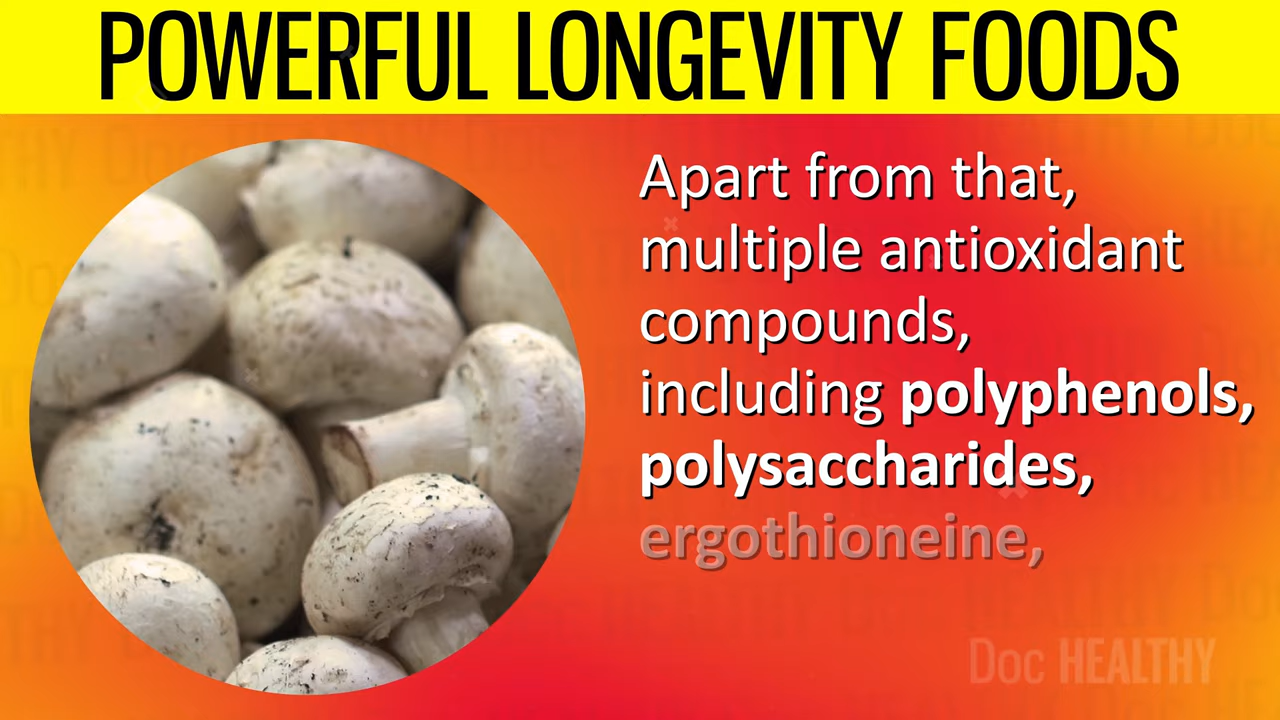 POWERFUL LONGEVITY FOODS
Apart from that,
multiple antioxidant
compounds,
including polyphenols,
polysaccharides,
ergothioneine,
Doc HEALTHY